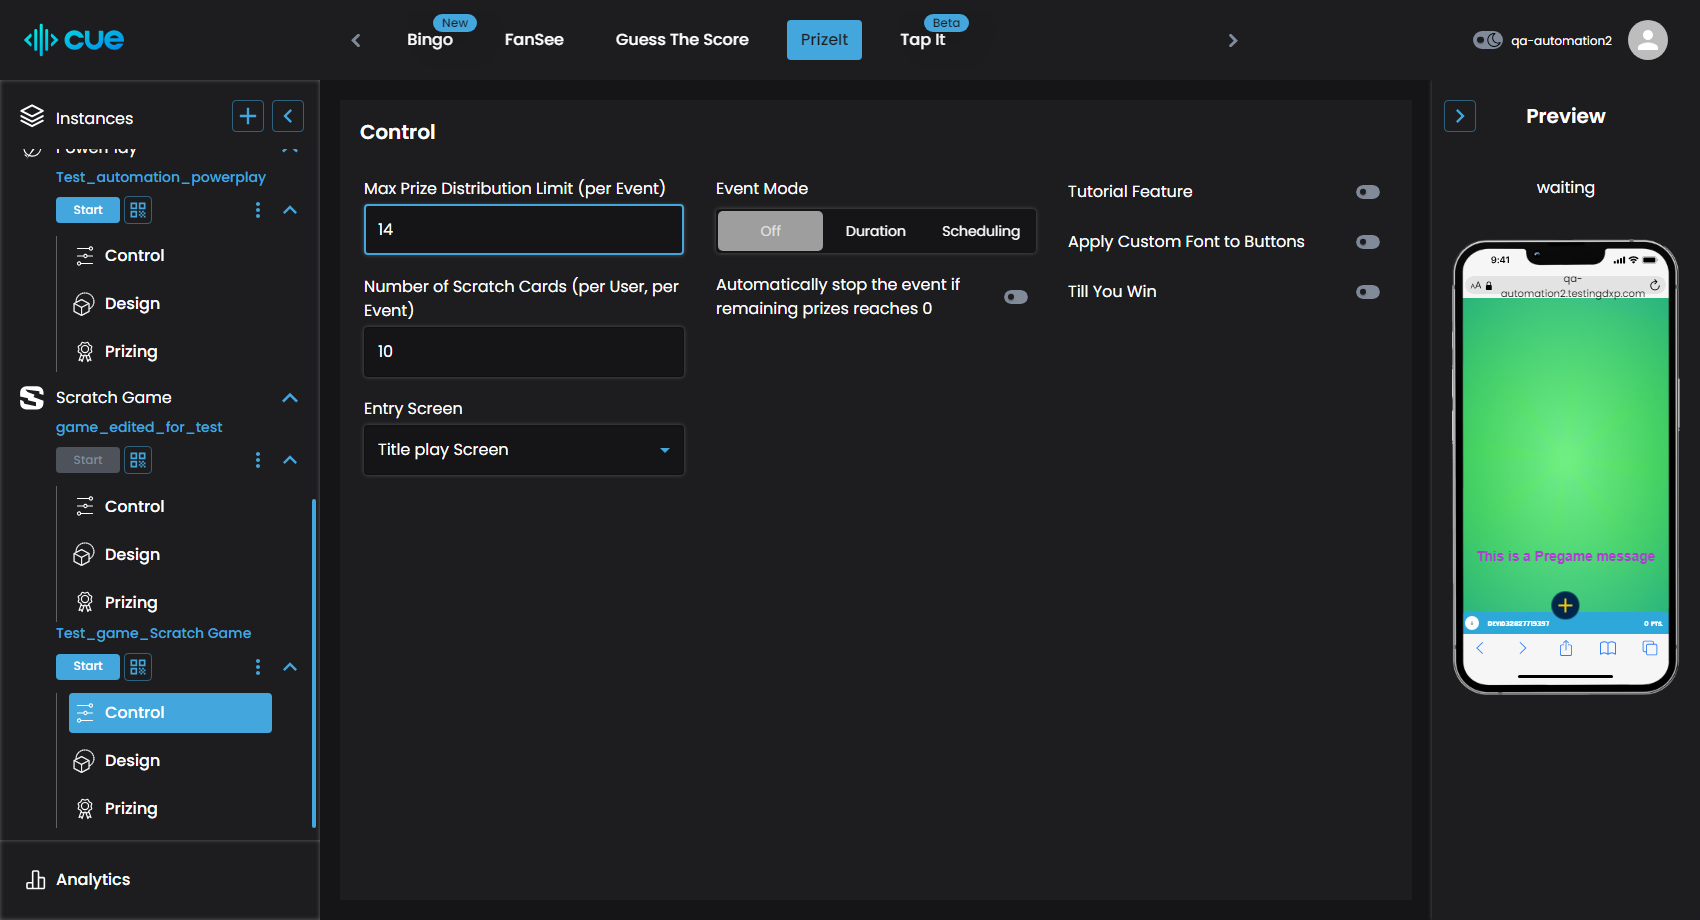 cue
Bingo
New
FanSee
Guess The Score
PrizeIt
Tap It
Beta
qa-automation2
Instances
PowerPlay
Test_automation_powerplay
Start
Control
Design
Prizing
Scratch Game
game_edited_for_test
Start
Control
Design
Prizing
Test_game_Scratch Game
Start
Control
Design
Prizing
Analytics
Control
Max Prize Distribution Limit (per Event)
14
Number of Scratch Cards (per User, per
Event)
10
Entry Screen
Title play Screen
Event Mode
Off
Duration
Scheduling
Automatically stop the event if
remaining prizes reaches 0
Tutorial Feature
Apply Custom Font to Buttons
Till You Win
Preview
waiting
9:41
AA
qa-
automation2.testingdxp.com
This is a Pregame message
0 PTS.